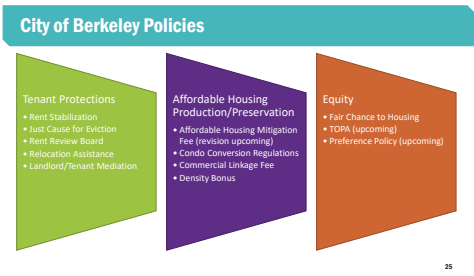 City of Berkeley Policies
Tenant Protections
• Rent Stabilization
• Just Cause for Eviction
• Rent Review Board
• Relocation Assistance
• Landlord/Tenant Mediation
Affordable Housing
Production/Preservation
• Affordable Housing Mitigation
Fee (revision upcoming)
• Condo Conversion Regulations
• Commercial Linkage Fee
• Density Bonus
Equity
• Fair Chance to Housing
• TOPA (upcoming)
• Preference Policy (upcoming)
25